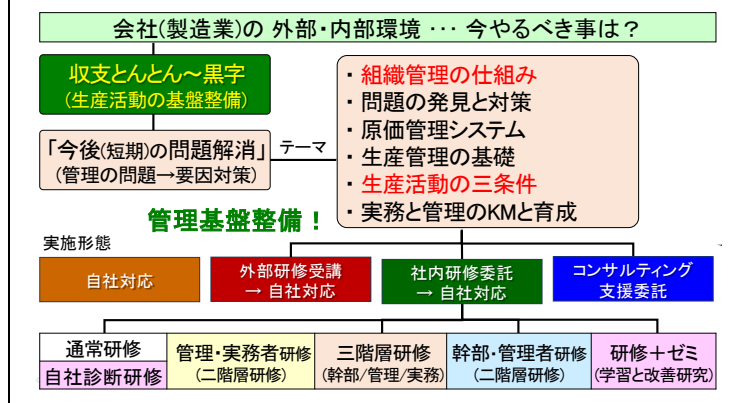 会社(製造業)の 外部・内部環境 … 今やるべき事は？
収支とんとん～黒字
(生産活動の基盤整備)
「今後(短期)の問題解消」
(管理の問題→要因対策)
テーマ
・組織管理の仕組み
・問題の発見と対策
・原価管理システム
・生産管理の基礎
・生産活動の三条件
・実務と管理のKMと育成
管理基盤整備！
実施形態
自社対応
外部研修受講
→ 自社対応
社内研修委託
→ 自社対応
コンサルティング
支援委託
通常研修
自社診断研修
管理・実務者研修
(二階層研修)
三階層研修
(幹部/管理/実務)
幹部・管理者研修
(二階層研修)
研修＋ゼミ
(学習と改善研究)